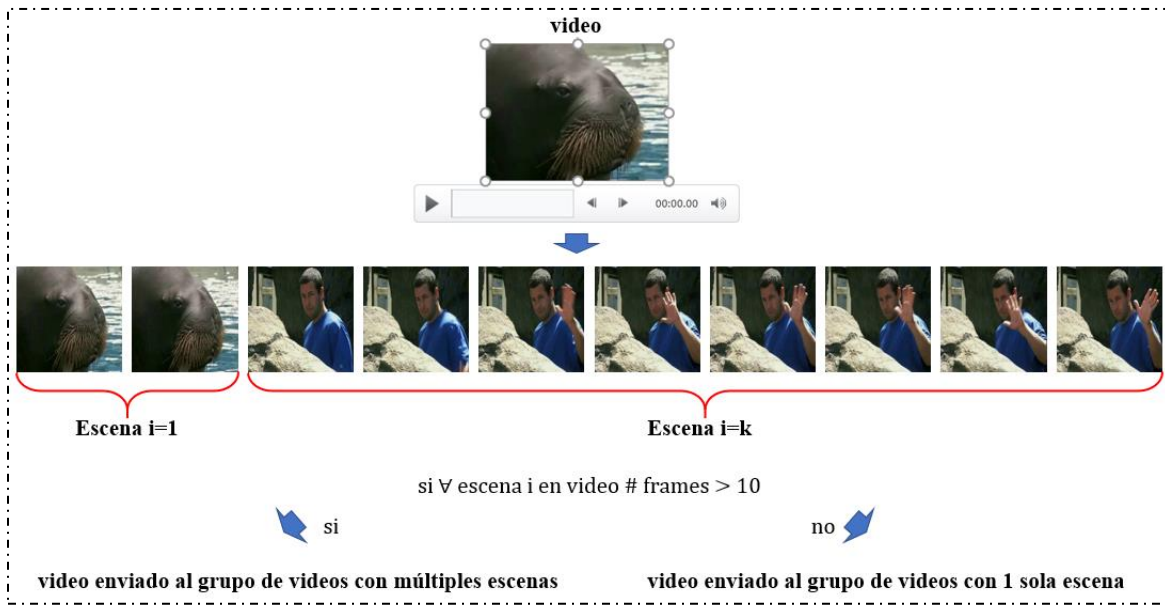 video
00:00.00
Escena i=1
Escena i=k
si ∀ escena i en video # frames > 10
si
no
video enviado al grupo de videos con múltiples escenas
video enviado al grupo de videos con 1 sola escena